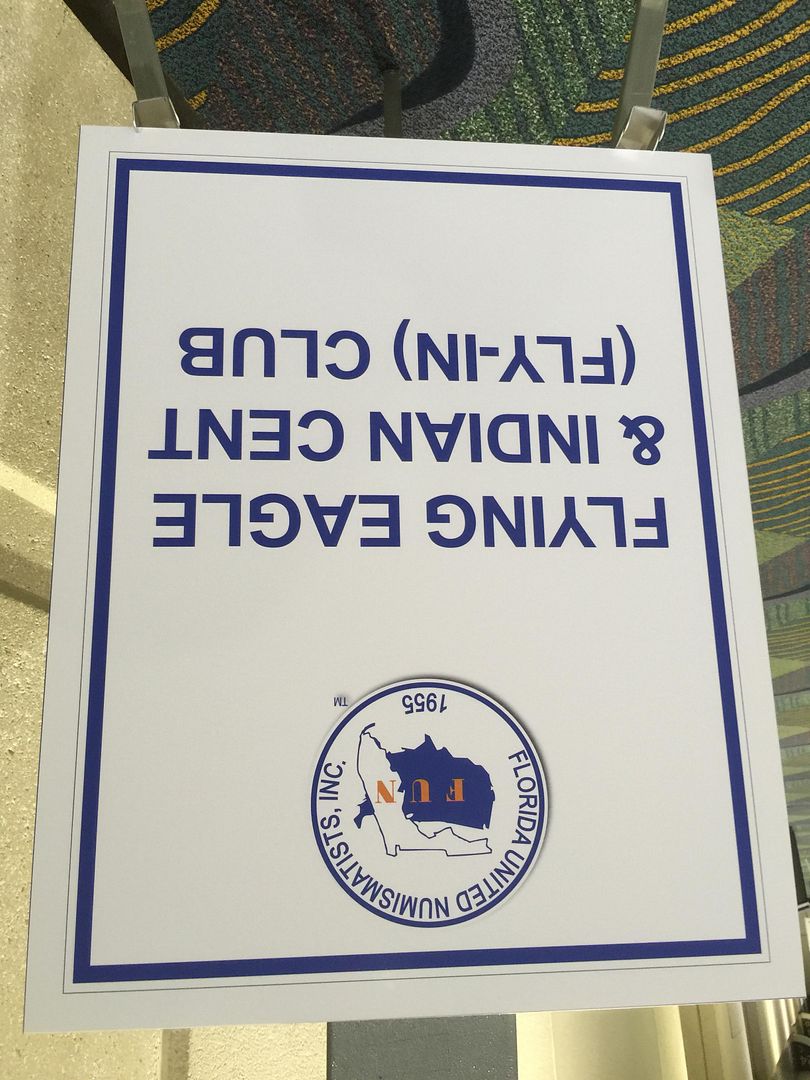 FLORIDA UNITED NUMISMATISTS, INC.
FUN
1955
TM
FLYING EAGLE
& INDIAN CENT
(FLY-IN) CLUB